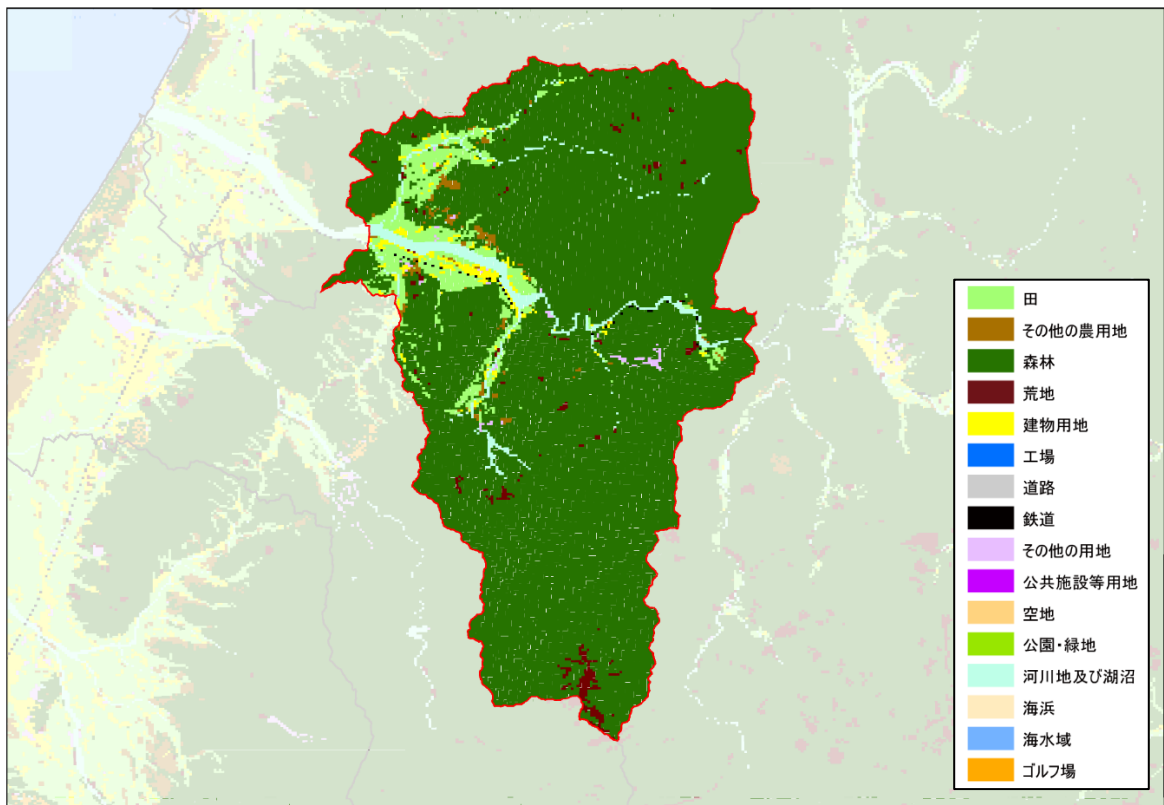 田
その他の農用地
森林
荒地
建物用地
工場
道路
鉄道
その他の用地
公共施設等用地
空地
公園・緑地
河川地及び湖沼
海浜
海水域
ゴルフ場